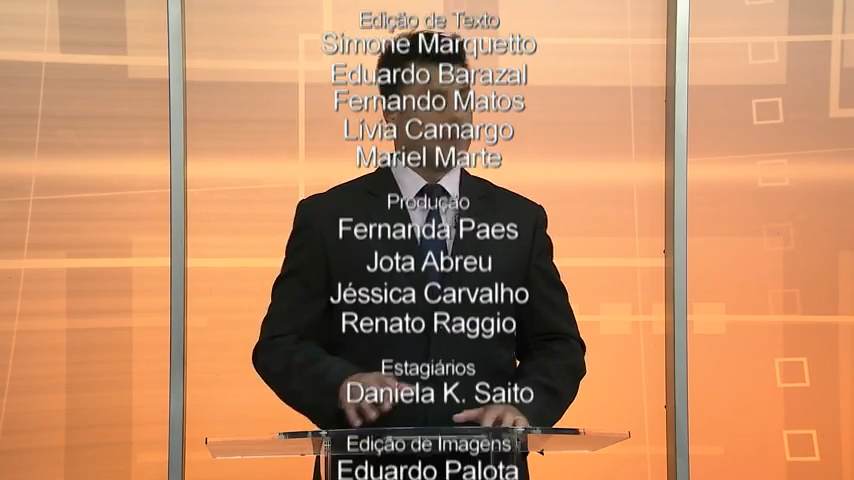 Edição de Texto
Simone Marquetto
Eduardo Barazal
Fernando Matos
Lívia Camargo
Mariel Marte
Produção
Fernanda Paes
Jota Abreu
Jéssica Carvalho
Renato Raggio
Estagiários
Daniela K. Saito
Edição de Imagens
Eduardo Palota